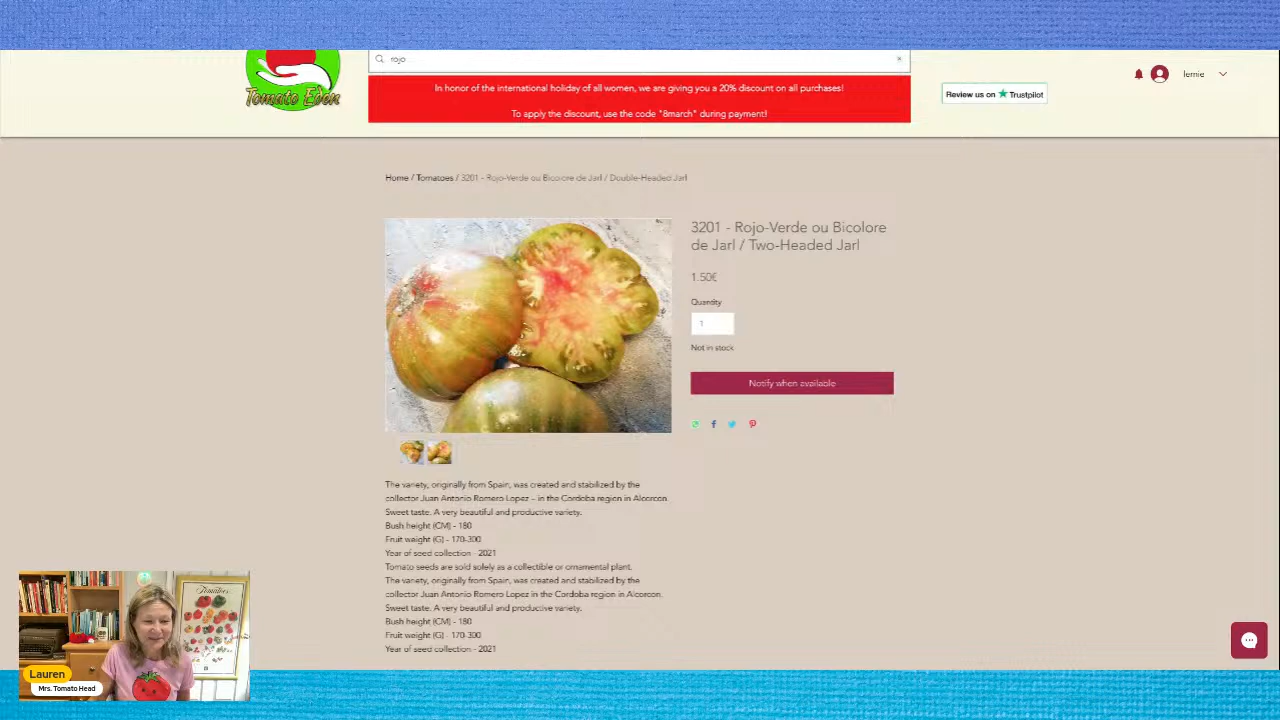 rojo
×
Tomato Eden
In honor of the international holiday of all women, we are giving you a 20% discount on all purchases!
To apply the discount, use the code "8march" during payment!
Review us on ★ Trustpilot
lernie
Home / Tomatoes / 3201 - Rojo-Verde ou Bicolore de Jarl / Double-Headed Jarl
3201 - Rojo-Verde ou Bicolore
de Jarl / Two-Headed Jarl
1.50€
Quantity
1
Not in stock
Notify when available
The variety, originally from Spain, was created and stabilized by the
collector Juan Antonio Romero Lopez – in the Cordoba region in Alcorcon.
Sweet taste. A very beautiful and productive variety.
Bush height (CM) - 180
Fruit weight (G) - 170-300
Year of seed collection - 2021
Tomato seeds are sold solely as a collectible or ornamental plant.
The variety, originally from Spain, was created and stabilized by the
collector Juan Antonio Romero Lopez in the Cordoba region in Alcorcon.
Sweet taste. A very beautiful and productive variety.
Bush height (CM) - 180
Fruit weight (G) - 170-300
Year of seed collection - 2021
Tomatoes
Lauren
Mrs. Tomato Head